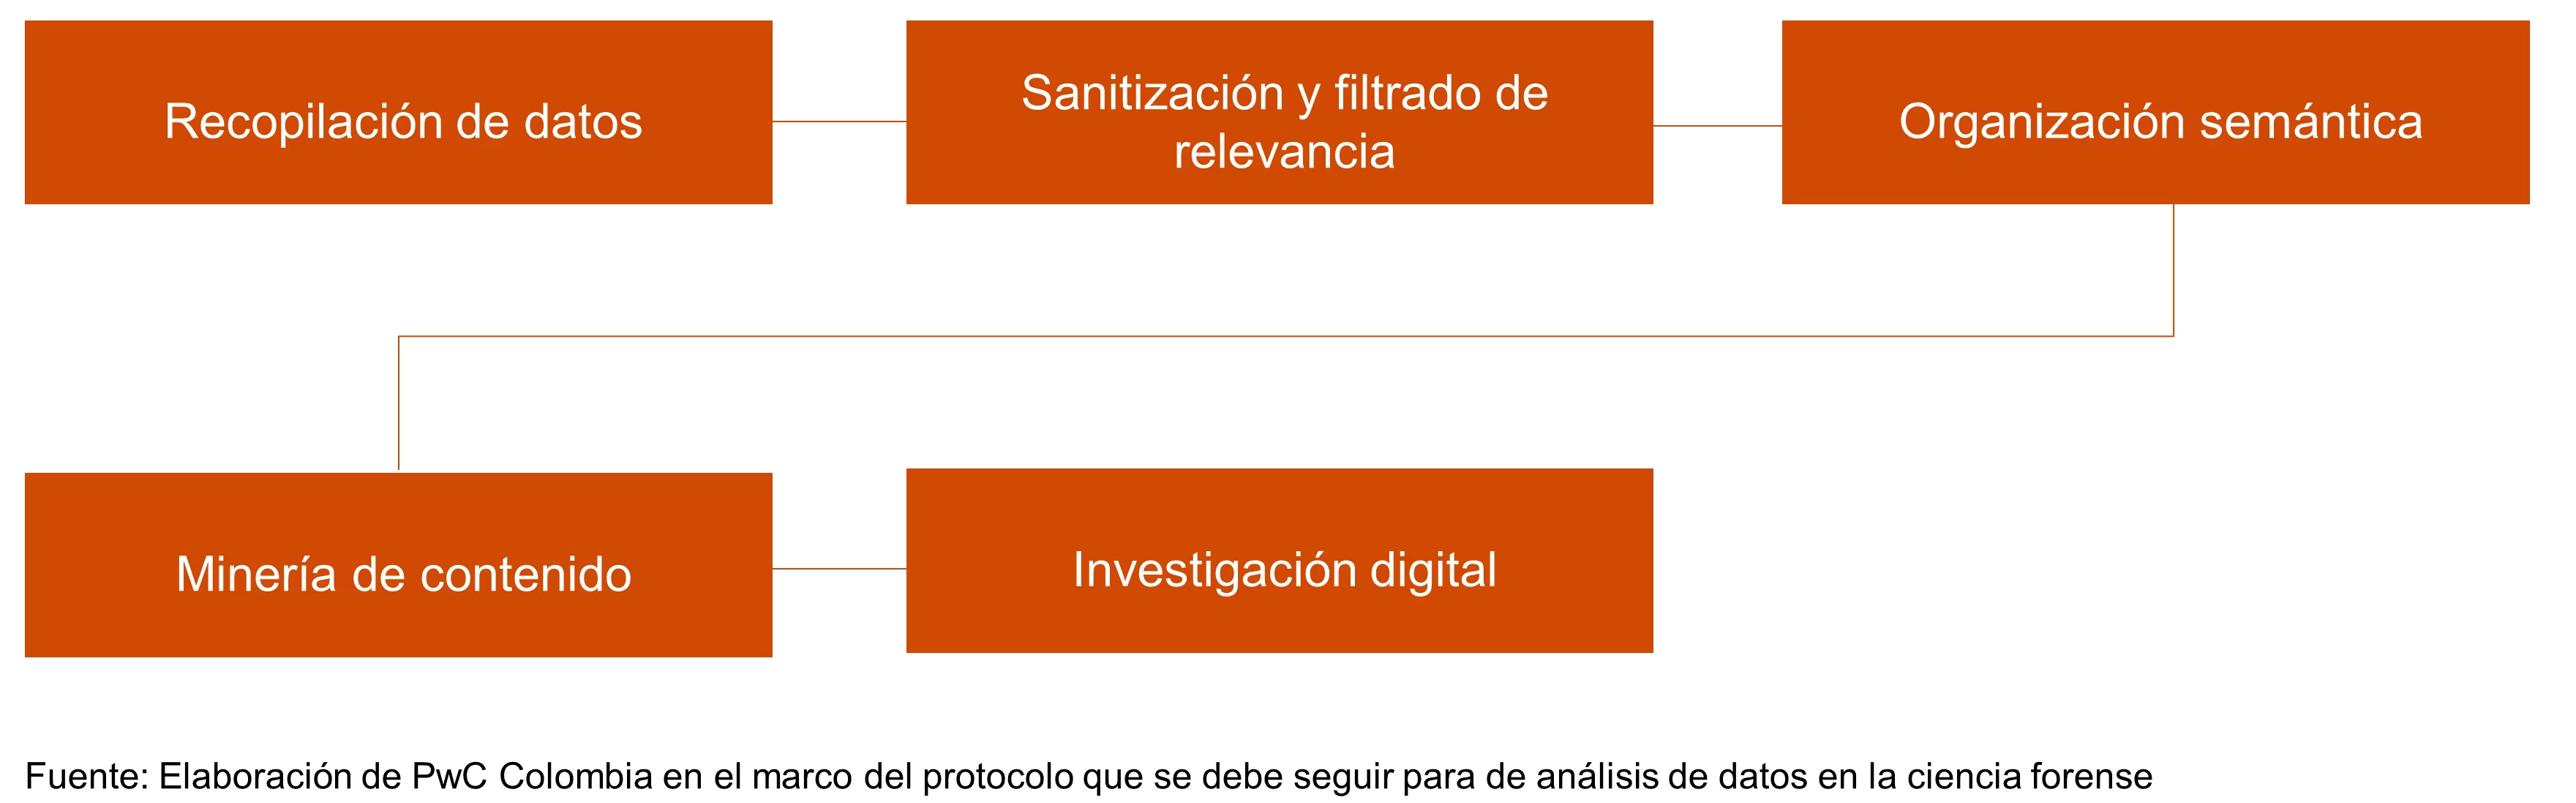 Recopilación de datos
Sanitización y filtrado de
relevancia
Organización semántica
Minería de contenido
Investigación digital
Fuente: Elaboración de PwC Colombia en el marco del protocolo que se debe seguir para de análisis de datos en la ciencia forense